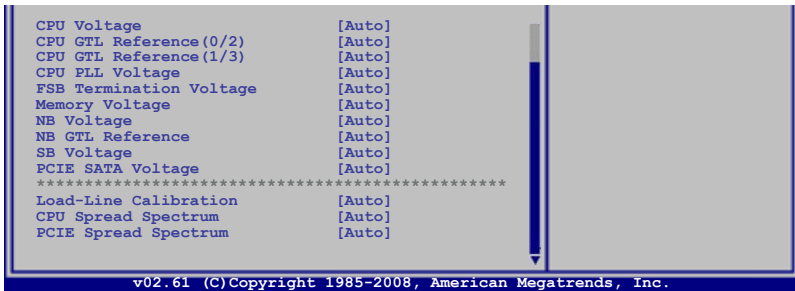 CPU Voltage [Auto]
CPU GTL Reference(0/2) [Auto]
CPU GTL Reference(1/3) [Auto]
CPU PLL Voltage [Auto]
FSB Termination Voltage [Auto]
Memory Voltage [Auto]
NB Voltage [Auto]
NB GTL Reference [Auto]
SB Voltage [Auto]
PCIE SATA Voltage [Auto]
*************************************************
Load-Line Calibration [Auto]
CPU Spread Spectrum [Auto]
PCIE Spread Spectrum [Auto]
v02.61 (C)Copyright 1985-2008, American Megatrends, Inc.